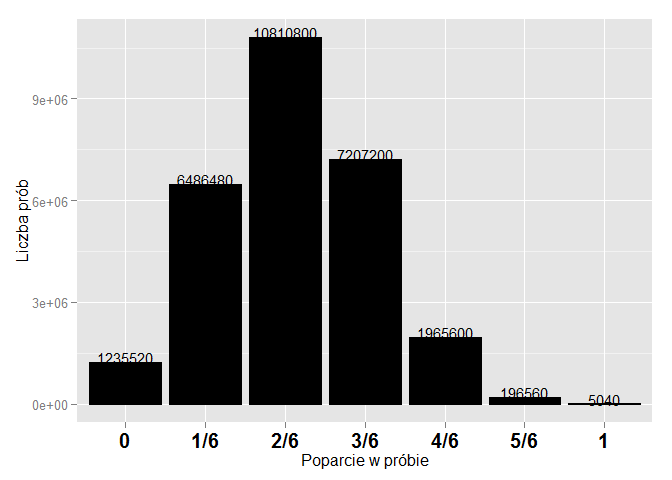 10810800
9e+06
7207200
6486480
Liczba prób
6e+06
3e+06
1965600
1235520
196560
5040
0e+00
0 1/6 2/6 3/6 4/6 5/6 1
Poparcie w próbie